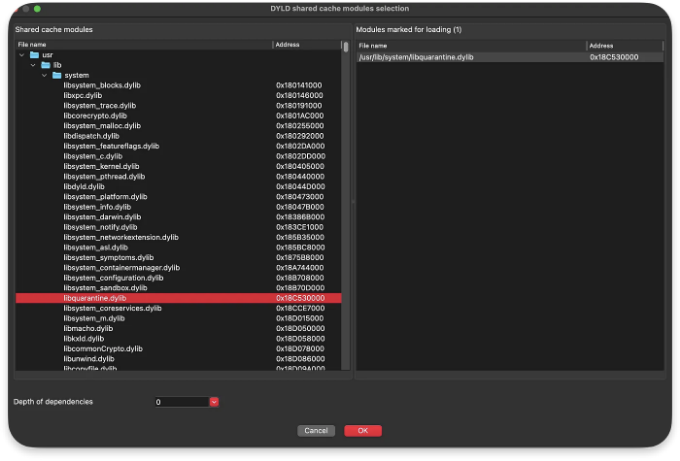 DYLD shared cache modules selection
Shared cache modules
Modules marked for loading (1)
File name Address
File name Address
usr
/usr/lib/system/libquarantine.dylib 0x18C530000
lib
system
libsystem_blocks.dylib 0x180141000
libxpc.dylib 0x180146000
libsystem_trace.dylib 0x180191000
libcorecrypto.dylib 0x1801AC000
libsystem_malloc.dylib 0x180255000
libdispatch.dylib 0x180292000
libsystem_featureflags.dylib 0x1802DA000
libsystem_c.dylib 0x1802DD000
libsystem_kernel.dylib 0x180405000
libsystem_pthread.dylib 0x180440000
libdyld.dylib 0x18044D000
libsystem_platform.dylib 0x180473000
libsystem_info.dylib 0x18047B000
libsystem_darwin.dylib 0x18386B000
libsystem_notify.dylib 0x183CE1000
libsystem_networkextension.dylib 0x185B35000
libsystem_asl.dylib 0x185BC8000
libsystem_symptoms.dylib 0x1875B8000
libsystem_containermanager.dylib 0x18A744000
libsystem_configuration.dylib 0x18B708000
libsystem_sandbox.dylib 0x18B70D000
libquarantine.dylib 0x18C530000
libsystem_coreservices.dylib 0x18CCE7000
libsystem_m.dylib 0x18D015000
libmacho.dylib 0x18D050000
libkxld.dylib 0x18D058000
libcommonCrypto.dylib 0x18D078000
libunwind.dylib 0x18D086000
libcopyfile.dylib 0x18D09A000
Depth of dependencies 0
Cancel OK